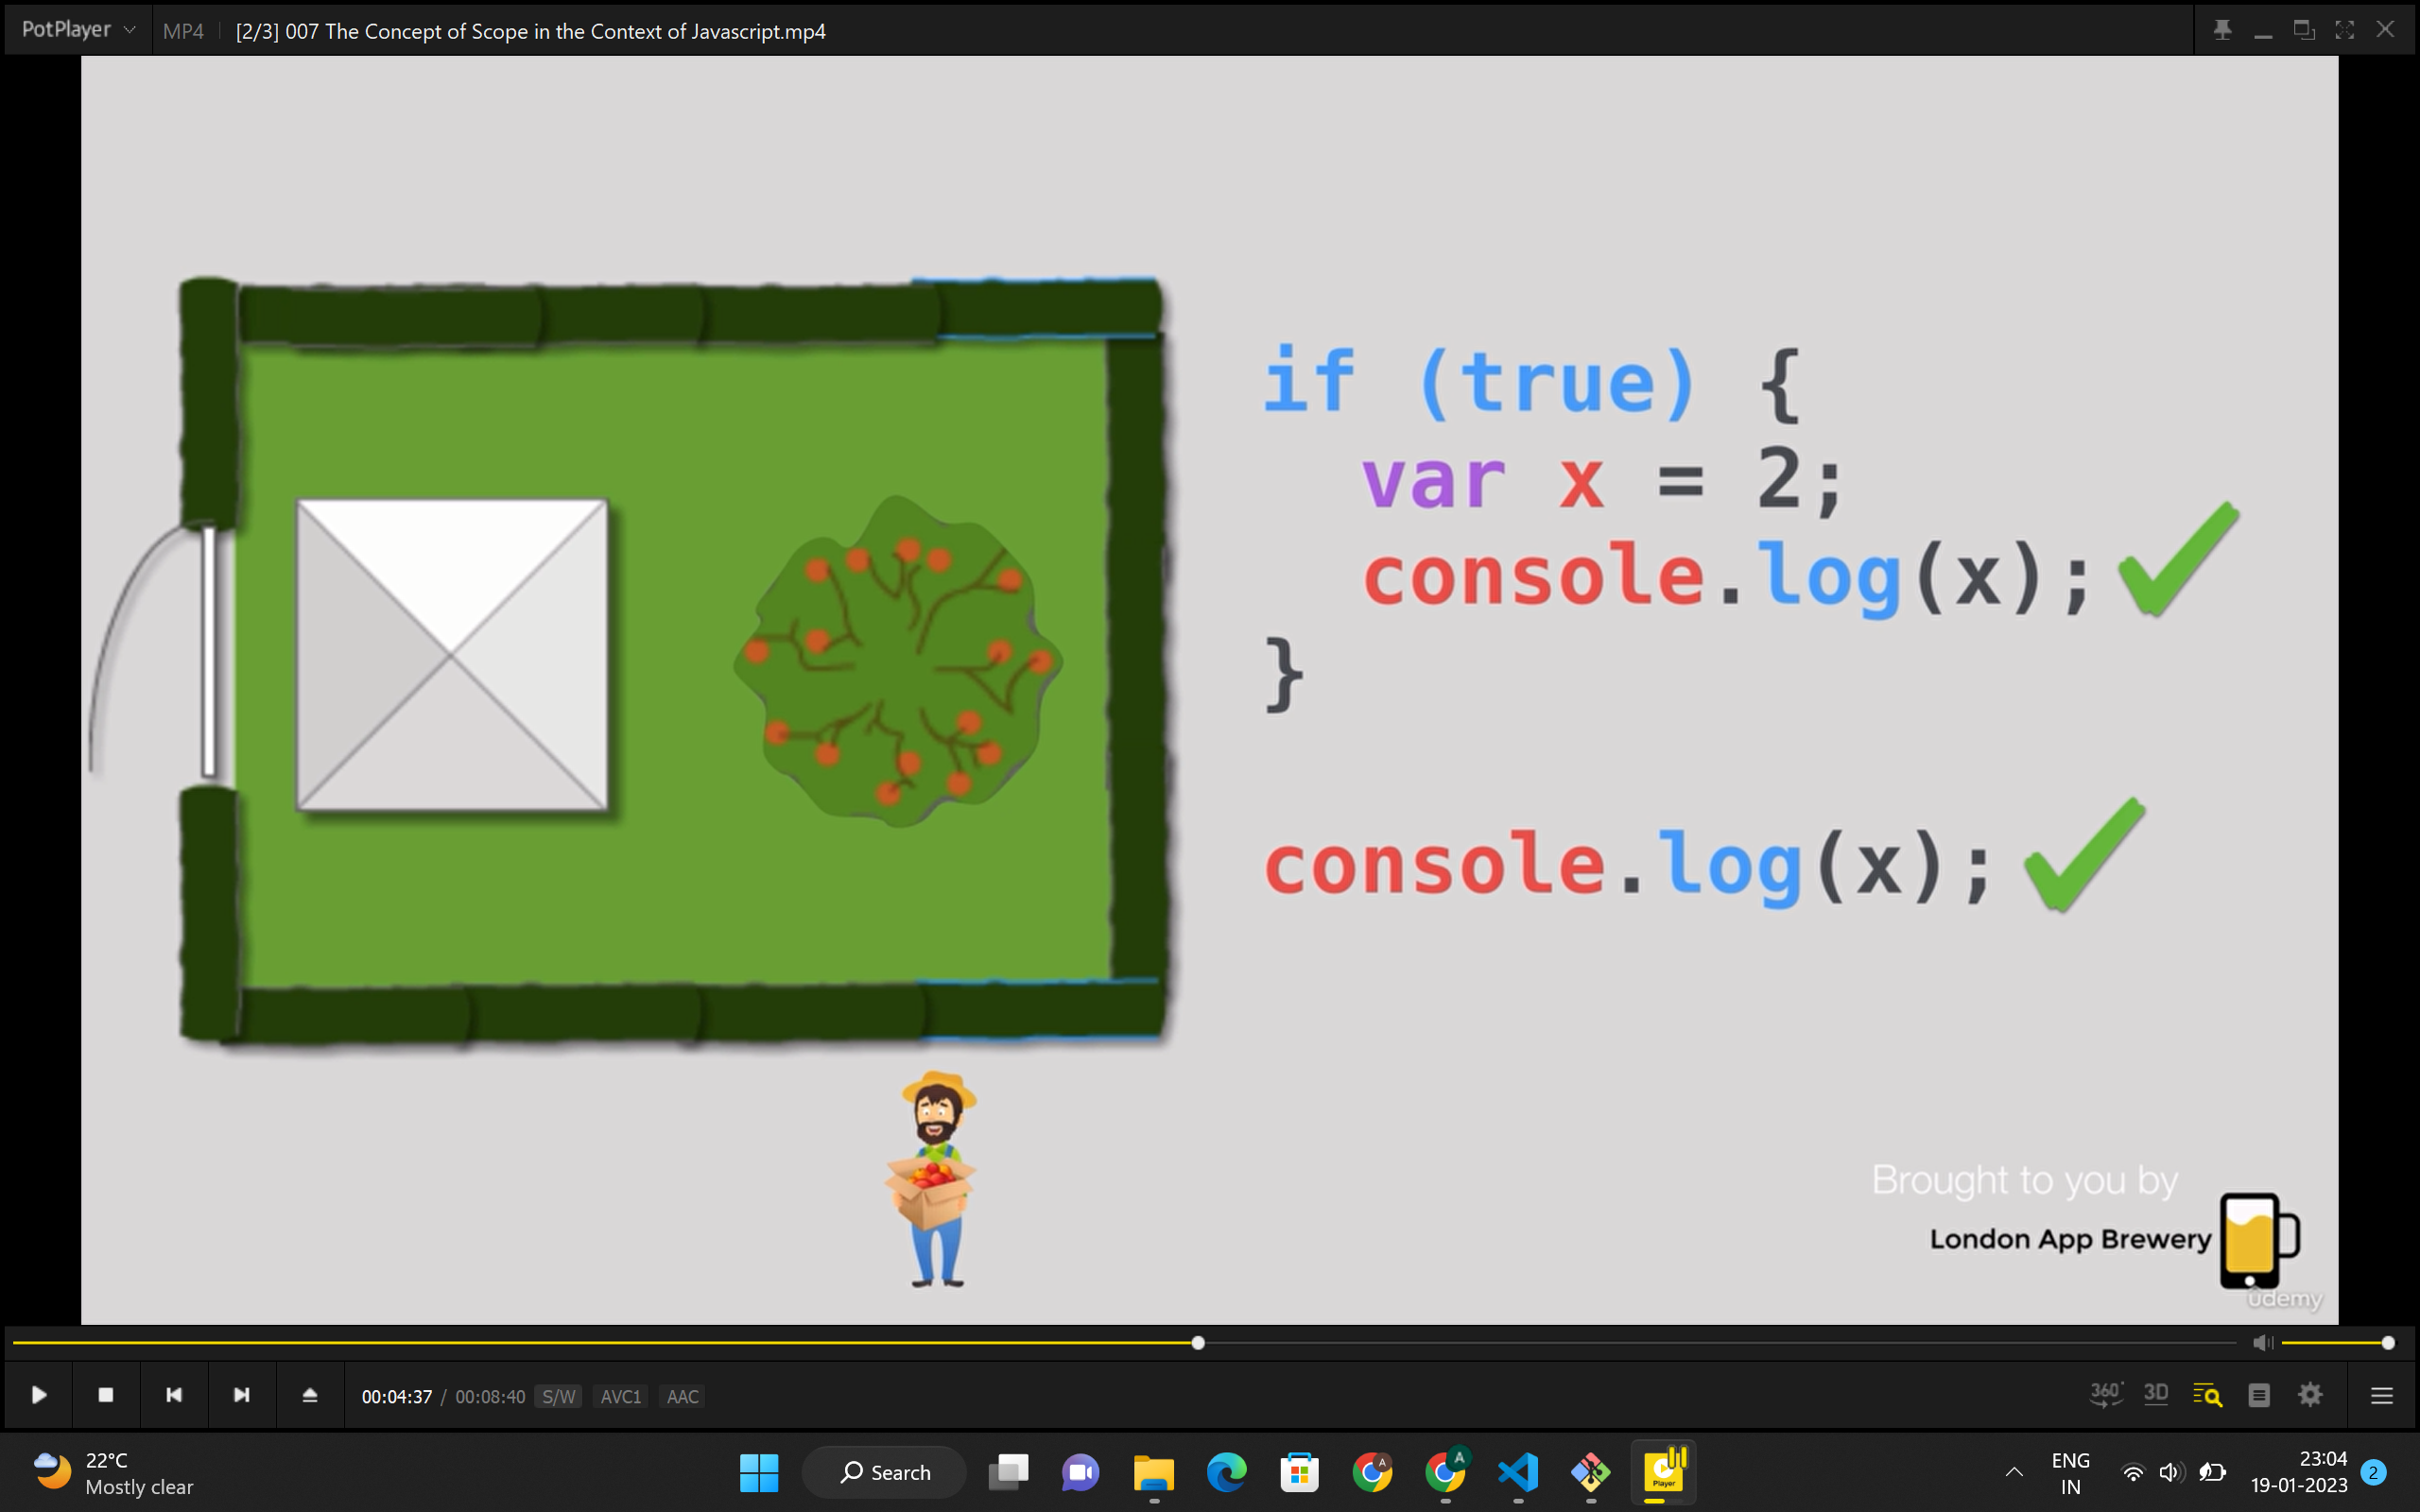 PotPlayer MP4 [2/3] 007 The Concept of Scope in the Context of Javascript.mp4
if (true) {
var x = 2;
console.log(x);
}
console.log(x);
Brought to you by
London App Brewery
udemy
00:04:37 / 00:08:40 S/W AVC1 AAC
360° 3D
22°C
Mostly clear
Search
A
A
Player
ENG
IN
23:04
19-01-2023
2